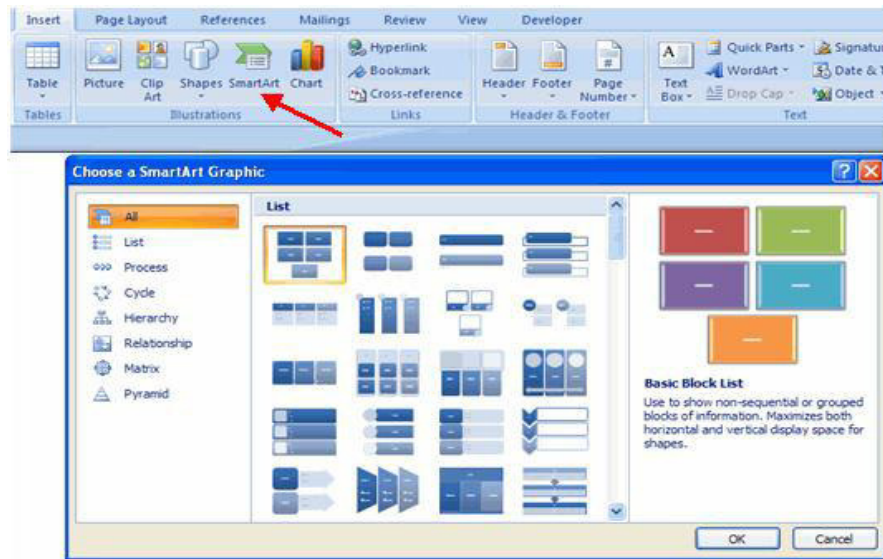 Insert Page Layout References Mailings Review View Developer
Table
Tables
Picture Clip Art Shapes SmartArt Chart
Illustrations
Hyperlink
Bookmark
Cross-reference
Links
Header Footer Page Number
Header & Footer
A
Text Box
Quick Parts
WordArt
Drop Cap
Signatur
Date & T
Object
Text
Choose a SmartArt Graphic
All
List
Process
Cycle
Hierarchy
Relationship
Matrix
Pyramid
List
Basic Block List
Use to show non-sequential or grouped
blocks of information. Maximizes both
horizontal and vertical display space for
shapes.
OK Cancel